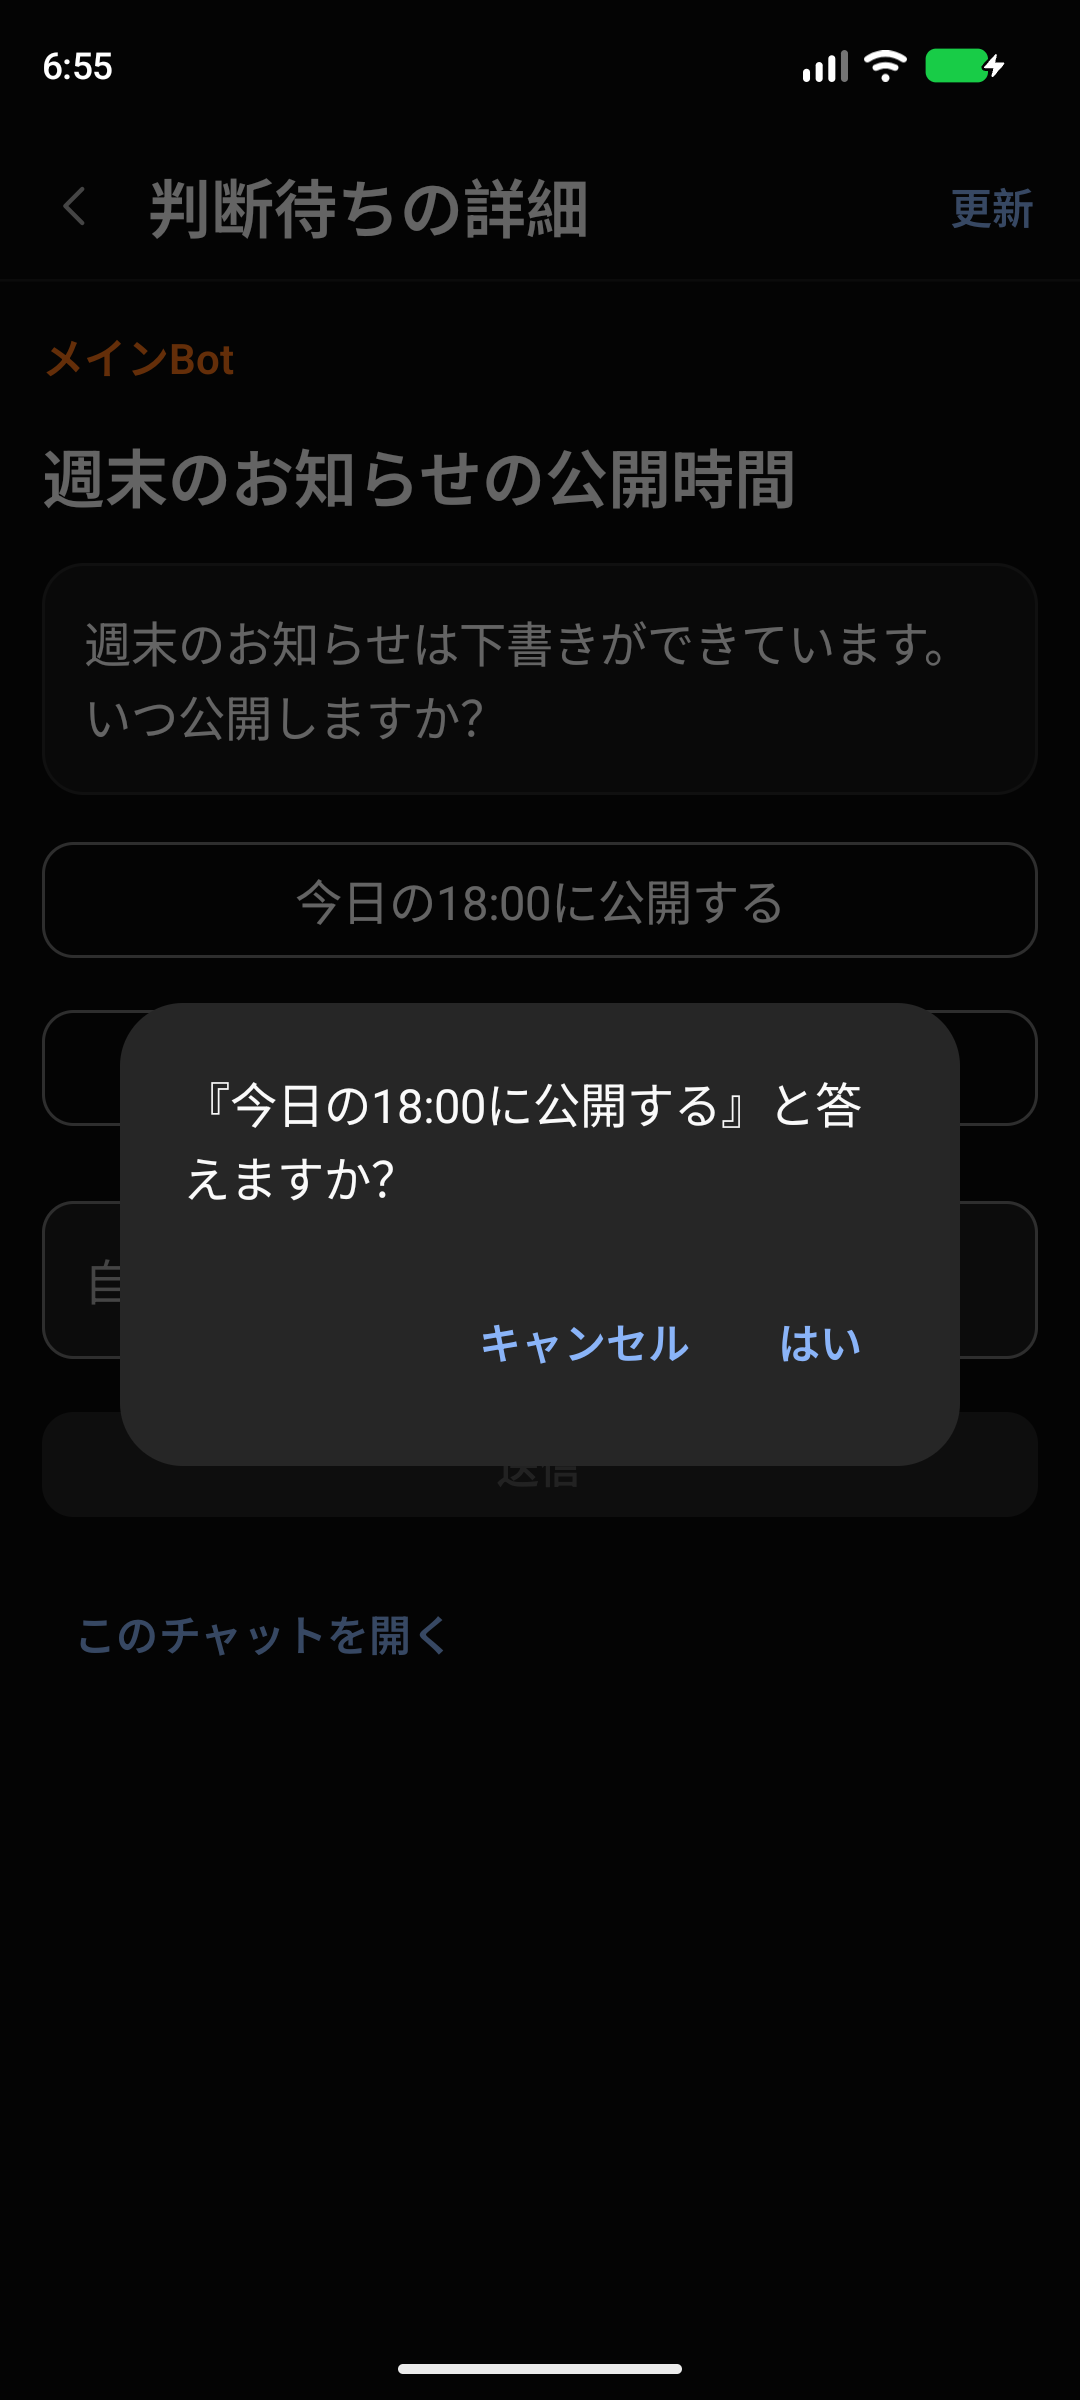 6:55
判断待ちの詳細
更新
メインBot
週末のお知らせの公開時間
週末のお知らせは下書きができています。
いつ公開しますか?
今日の18:00に公開する
『今日の18:00に公開する』と答
えますか?
自
キャンセル
はい
送信
このチャットを開く